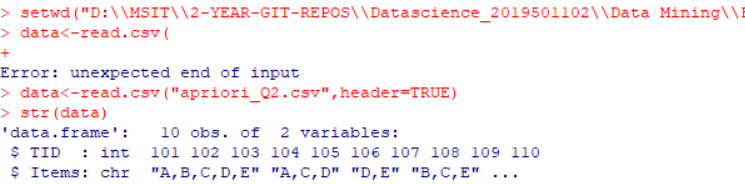 > setwd("D:\\MSIT\\2-YEAR-GIT-REPOS\\Datascience_2019501102\\Data Mining\\
> data<-read.csv(
+
Error: unexpected end of input
> data<-read.csv("apriori_Q2.csv",header=TRUE)
> str(data)
'data.frame':   10 obs. of  2 variables:
 $ TID  : int  101 102 103 104 105 106 107 108 109 110
 $ Items: chr  "A,B,C,D,E" "A,C,D" "D,E" "B,C,E" ...